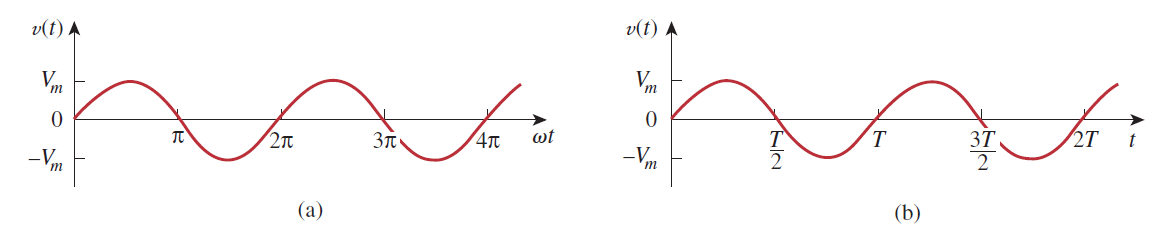 v(t)
V_m
0
π 2π 3π 4π ωt
–V_m
(a)
v(t)
V_m
0
T/2 T 3T/2 2T t
–V_m
(b)